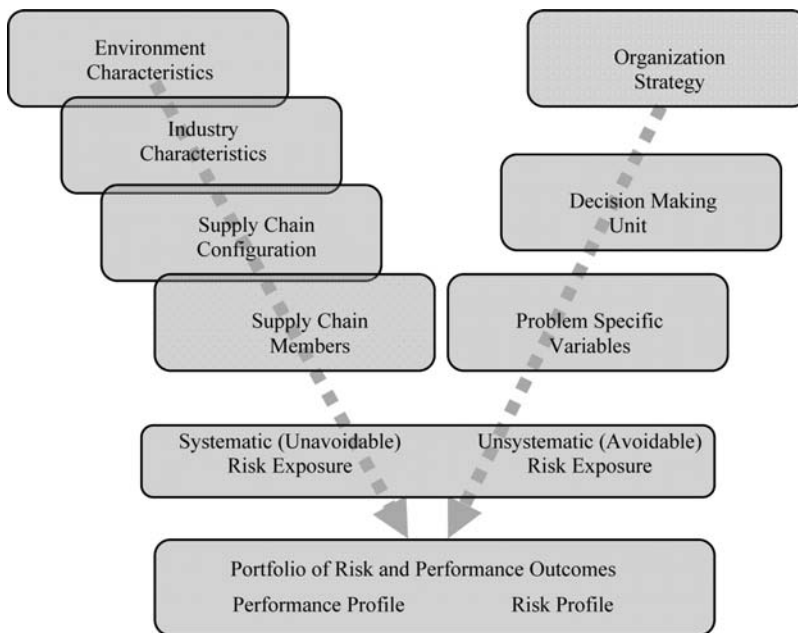 Environment
Characteristics
Industry
Characteristics
Supply Chain
Configuration
Supply Chain
Members
Organization
Strategy
Decision Making
Unit
Problem Specific
Variables
Systematic (Unavoidable)
Risk Exposure
Unsystematic (Avoidable)
Risk Exposure
Portfolio of Risk and Performance Outcomes
Performance Profile
Risk Profile